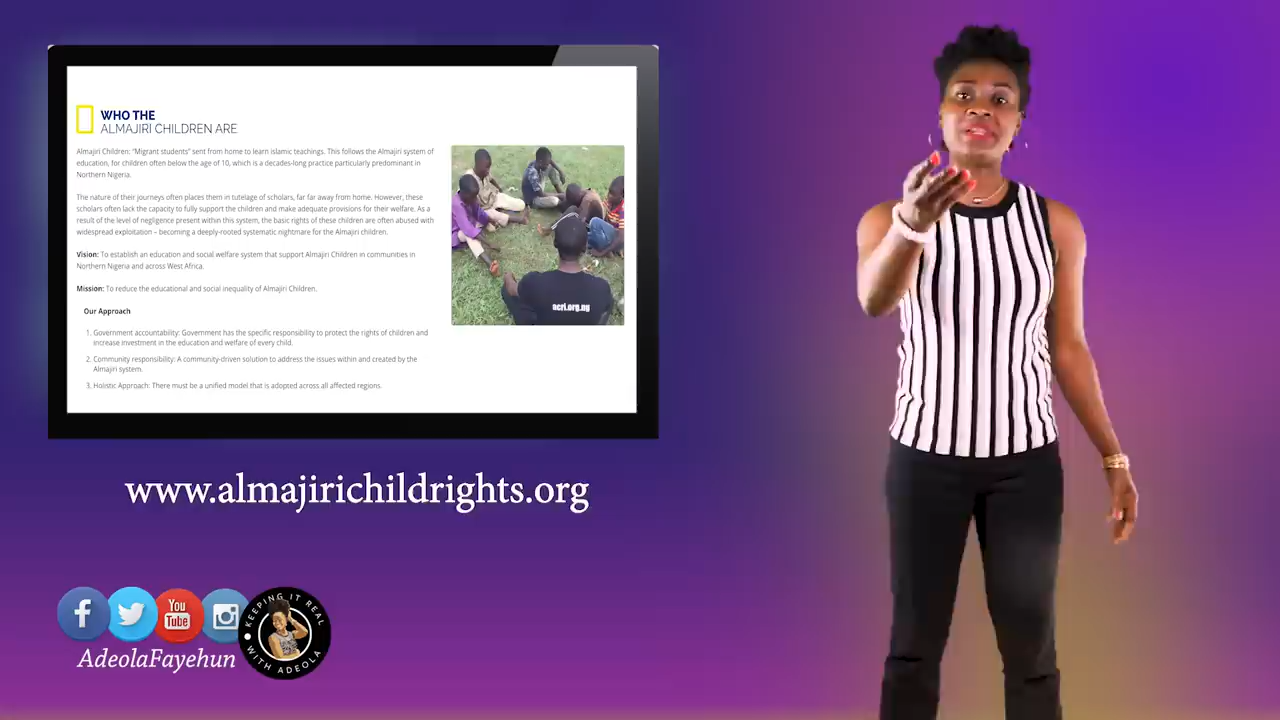 WHO THE
ALMAJIRI CHILDREN ARE
Almajiri Children: "Migrant students" sent from home to learn islamic teachings. This follows the Almajiri system of
education, for children often below the age of 10, which is a decades-long practice particularly predominant in
Northern Nigeria.
The nature of their journeys often places them in tutelage of scholars, far far away from home. However, these
scholars often lack the capacity to fully support the children and make adequate provisions for their welfare. As a
result of the level of negligence present within this system, the basic rights of these children are often abused with
widespread exploitation – becoming a deeply-rooted systematic nightmare for the Almajiri children.
Vision: To establish an education and social welfare system that support Almajiri Children in communities in
Northern Nigeria and across West Africa.
Mission: To reduce the educational and social inequality of Almajiri Children.
Our Approach
1. Government accountability: Government has the specific responsibility to protect the rights of children and
increase investment in the education and welfare of every child.
2. Community responsibility: A community-driven solution to address the issues within and created by the
Almajiri system.
3. Holistic Approach: There must be a unified model that is adopted across all affected regions.
acri.org.ng
www.almajirichildrights.org
You
Tube
KEEPING IT REAL
WITH ADEOLA
AdeolaFayehun